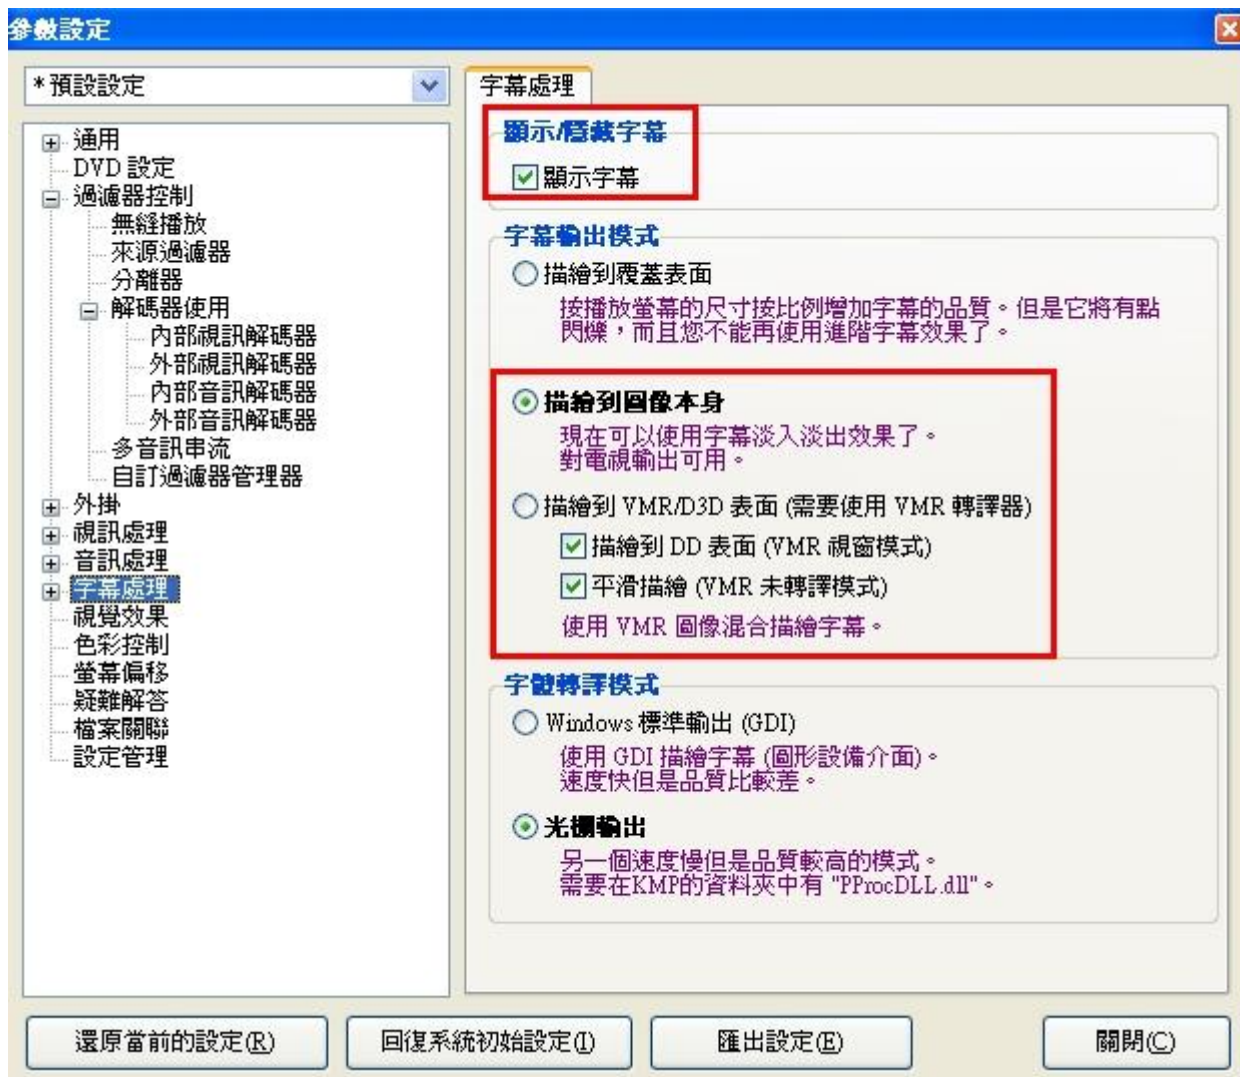 參數設定
*預設設定
通用
DVD 設定
過濾器控制
無縫播放
來源過濾器
分離器
解碼器使用
內部視訊解碼器
外部視訊解碼器
內部音訊解碼器
外部音訊解碼器
多音訊串流
自訂過濾器管理器
外掛
視訊處理
音訊處理
字幕處理
視覺效果
色彩控制
螢幕偏移
疑難解答
檔案關聯
設定管理
字幕處理
顯示/隱藏字幕
顯示字幕
字幕輸出模式
描繪到覆蓋表面
按播放螢幕的尺寸按比例增加字幕的品質。但是它將有點
閃爍，而且您不能再使用進階字幕效果了。
描繪到圖像本身
現在可以使用字幕淡入淡出效果了。
對電視輸出可用。
描繪到 VMR/D3D 表面 (需要使用 VMR 轉譯器)
描繪到 DD 表面 (VMR 視窗模式)
平滑描繪 (VMR 未轉譯模式)
使用 VMR 圖像混合描繪字幕。
字體轉譯模式
Windows 標準輸出 (GDI)
使用 GDI 描繪字幕 (圖形設備介面)。
速度快但是品質比較差。
光柵輸出
另一個速度慢但是品質較高的模式。
需要在KMP的資料夾中有 "PProcDLL.dll"。
還原當前的設定(R)
回復系統初始設定(I)
匯出設定(E)
關閉(C)